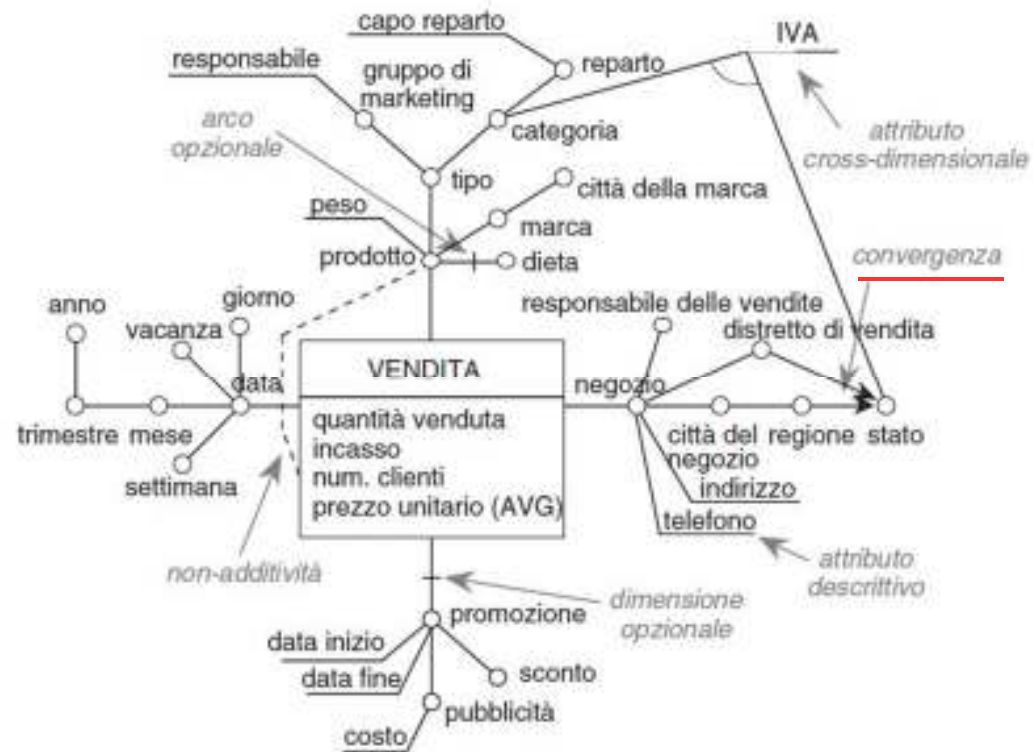 capo reparto
IVA
responsabile
reparto
gruppo di
marketing
arco
opzionale
categoria
attributo
cross-dimensionale
tipo
città della marca
peso
marca
prodotto
dieta
convergenza
anno
giorno
vacanza
responsabile delle vendite
distretto di vendita
VENDITA
data
negozio
quantità venduta
incasso
num. clienti
prezzo unitario (AVG)
trimestre
mese
settimana
città del
negozio
regione
stato
indirizzo
telefono
non-additività
attributo
descrittivo
dimensione
opzionale
promozione
data inizio
data fine
sconto
pubblicità
costo